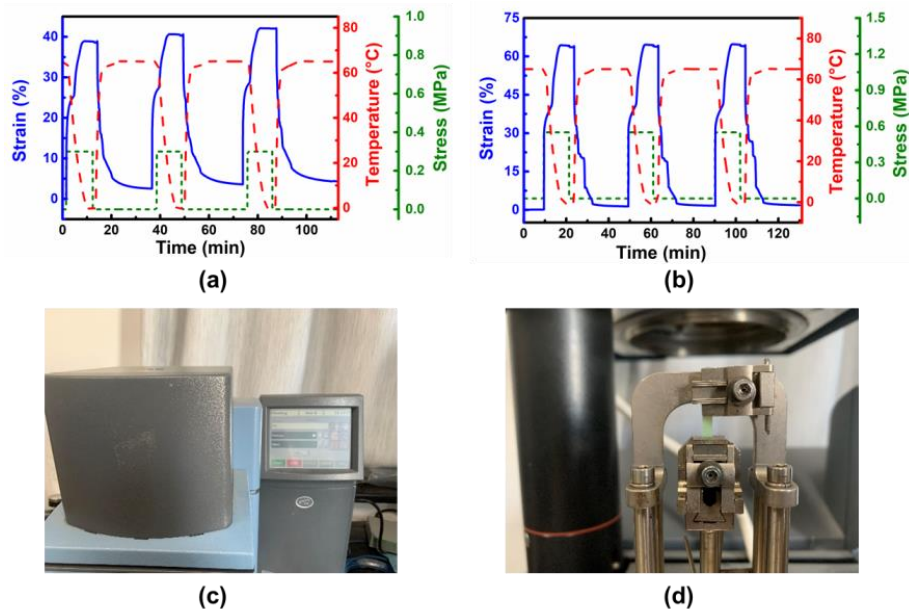 Strain (%)
40
30
20
10
0
0 20 40 60 80 100
Time (min)
80
60
40
20
0
Temperature (°C)
1.0
0.8
0.6
0.4
0.2
0.0
Stress (MPa)
(a)
Strain (%)
75
60
45
30
15
0
0 20 40 60 80 100 120
Time (min)
80
60
40
20
0
Temperature (°C)
1.5
1.2
0.9
0.6
0.3
0.0
Stress (MPa)
(b)
(c)
(d)